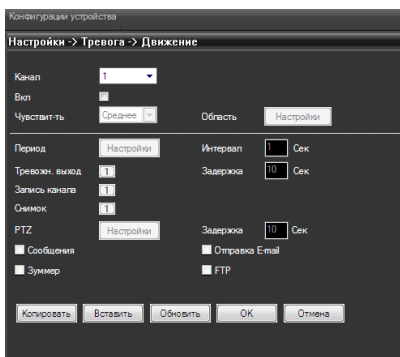 Конфигурации устройства
Настройки -> Тревога -> Движение
Канал 1
Вкл
Чувствит-ть Среднее Область Настройки
Период Настройки Интервал 1 Сек
Тревожн. выход 1 Задержка 10 Сек
Запись канала 1
Снимок 1
PTZ Настройки Задержка 10 Сек
Сообщения Отправка E-mail
Зуммер FTP
Копировать Вставить Обновить OK Отмена